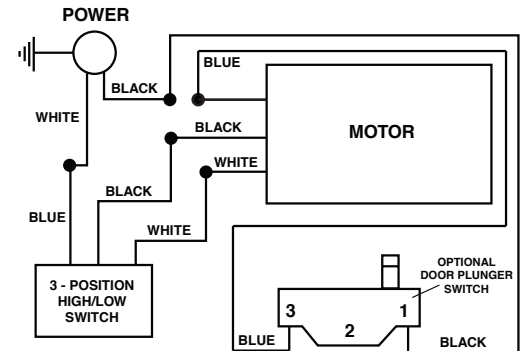 POWER
BLUE
BLACK
WHITE
BLACK
MOTOR
WHITE
BLACK
BLUE
WHITE
3 - POSITION
HIGH/LOW
SWITCH
OPTIONAL
DOOR PLUNGER
SWITCH
3
1
2
BLUE
BLACK